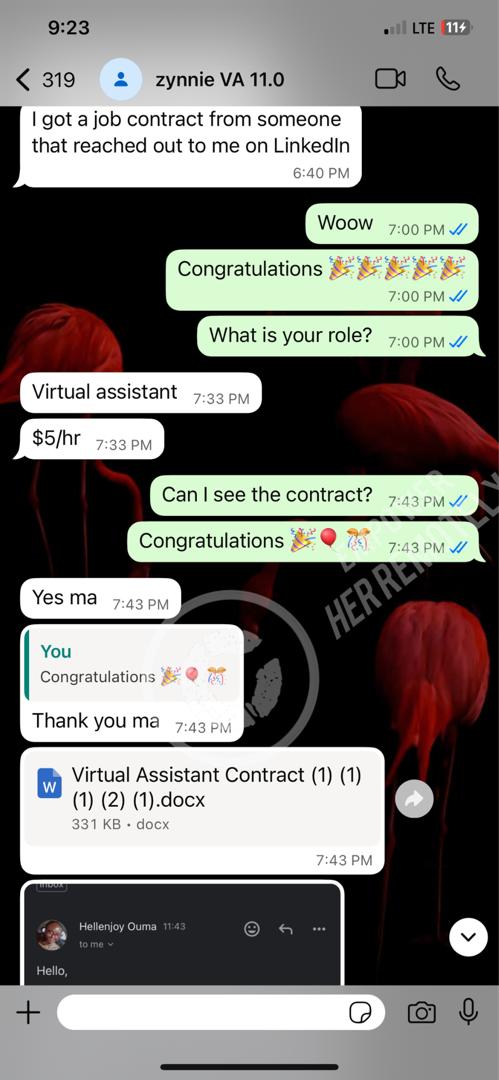 9:23
LTE
11
319
zynnie VA 11.0
I got a job contract from someone
that reached out to me on LinkedIn
6:40 PM
Woow 7:00 PM
Congratulations 🎉🎉🎉🎉🎉
7:00 PM
What is your role? 7:00 PM
Virtual assistant 7:33 PM
$5/hr 7:33 PM
Can I see the contract? 7:43 PM
Congratulations 🎉🎈🎊 7:43 PM
EMPOWER
HER REMOTELY
Yes ma 7:43 PM
You
Congratulations 🎉🎈🎊
Thank you ma 7:43 PM
W
Virtual Assistant Contract (1) (1)
(1) (2) (1).docx
331 KB • docx
7:43 PM
Inbox
Hellenjoy Ouma 11:43
to me
Hello,